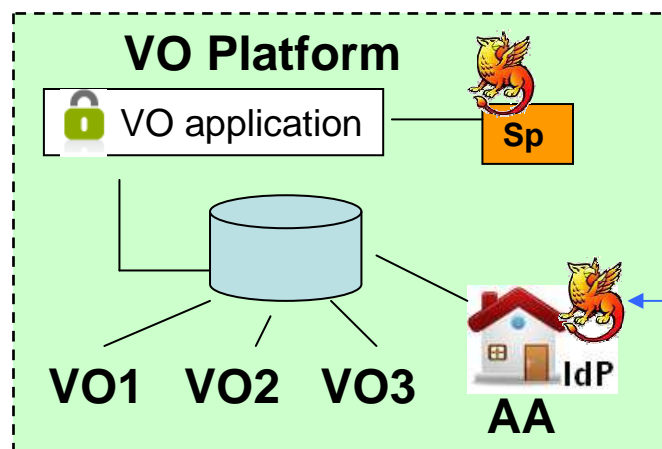 VO Platform
VO application
Sp
IdP
VO1 VO2 VO3
AA